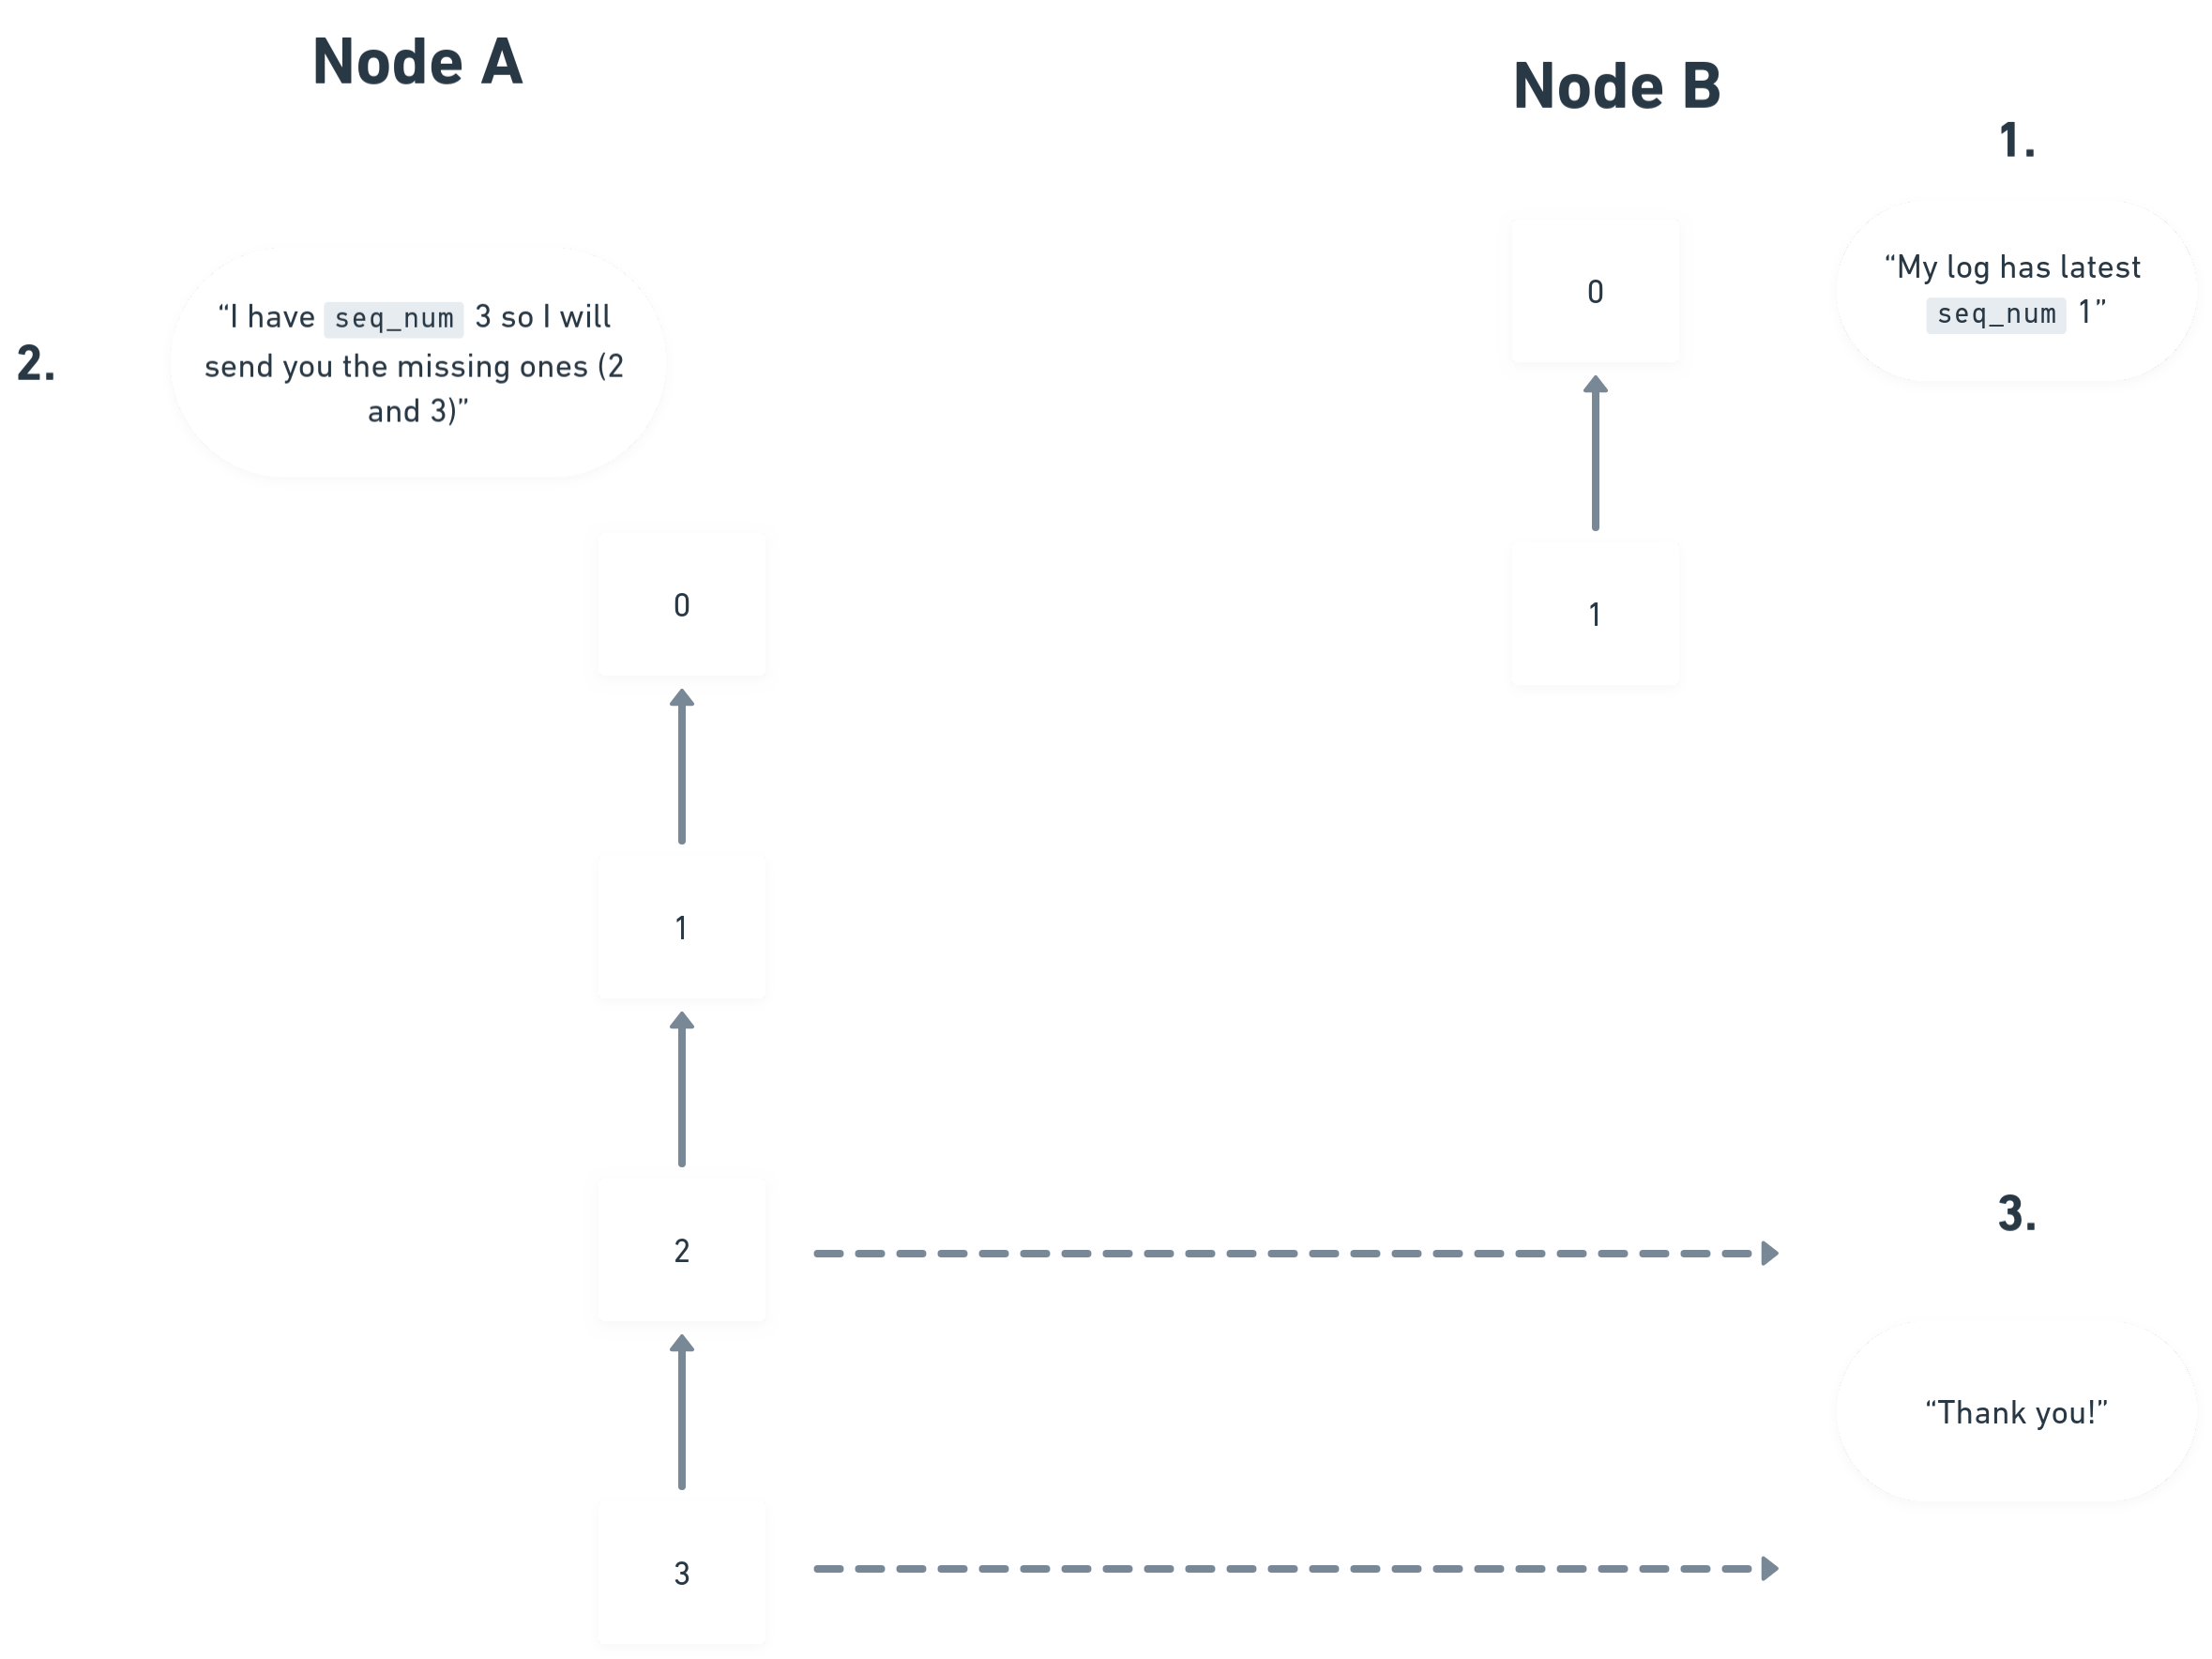 Node A
Node B
1.
“My log has latest
seq_num 1”
2.
“I have seq_num 3 so I will
send you the missing ones (2
and 3)”
0
1
0
1
2
3
3.
“Thank you!”